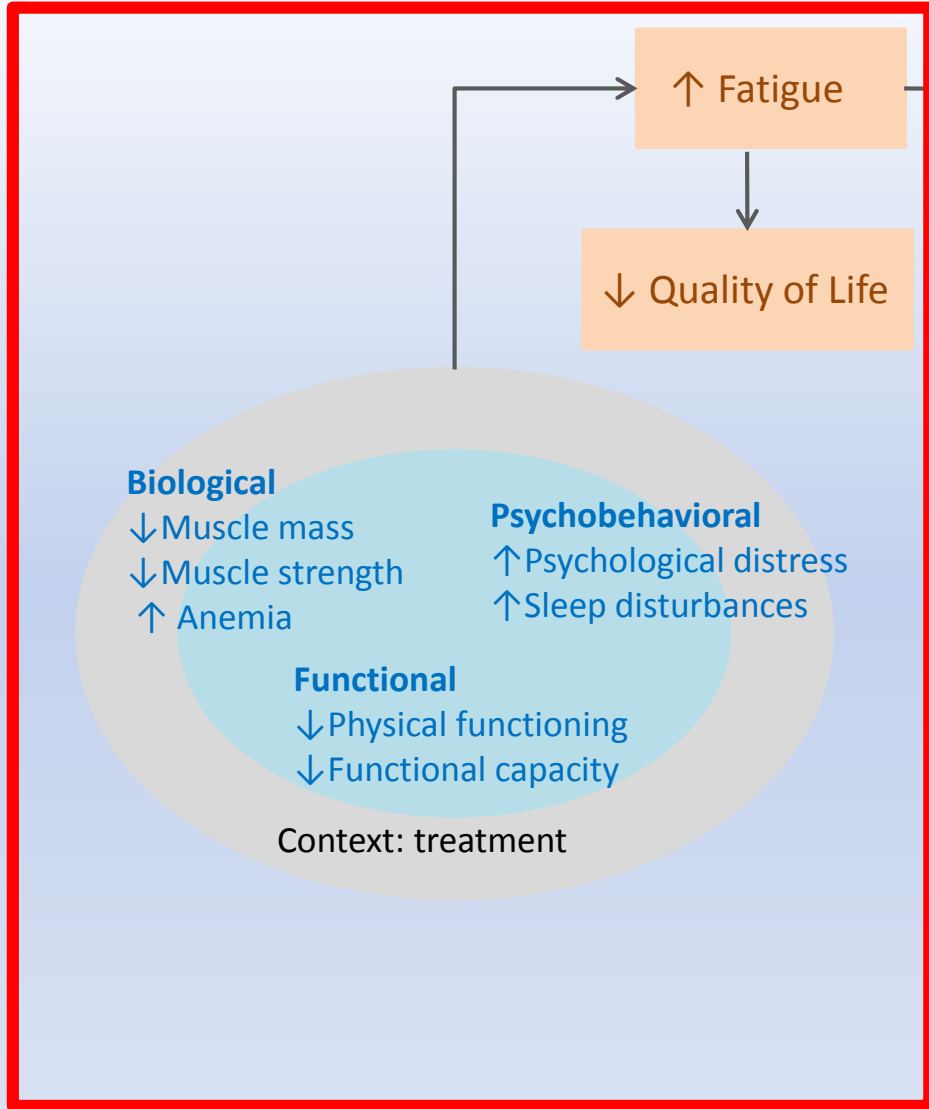 ↑ Fatigue
↓ Quality of Life
Biological
↓Muscle mass
↓Muscle strength
↑ Anemia
Psychobehavioral
↑Psychological distress
↑Sleep disturbances
Functional
↓Physical functioning
↓Functional capacity
Context: treatment